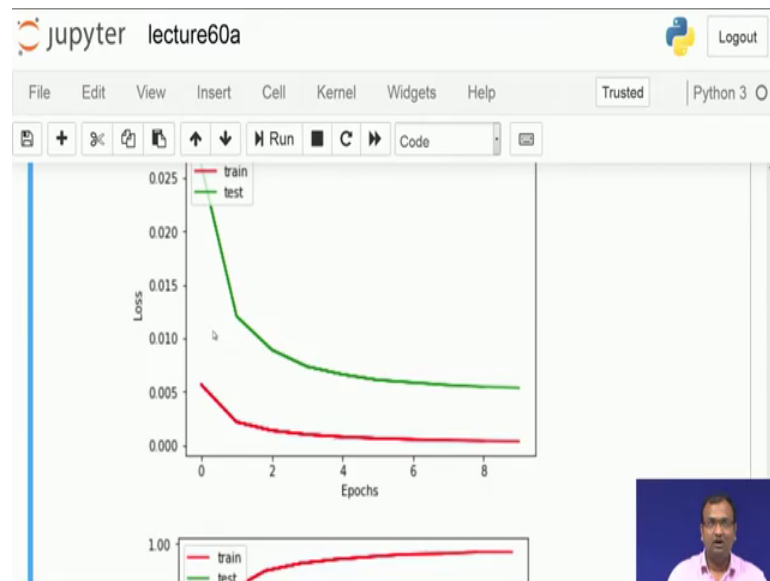 jupyter lecture60a
Logout
File Edit View Insert Cell Kernel Widgets Help Trusted Python 3
Run Code
train
test
0.025
0.020
0.015
0.010
0.005
0.000
Loss
0 2 4 6 8
Epochs
1.00
train
test